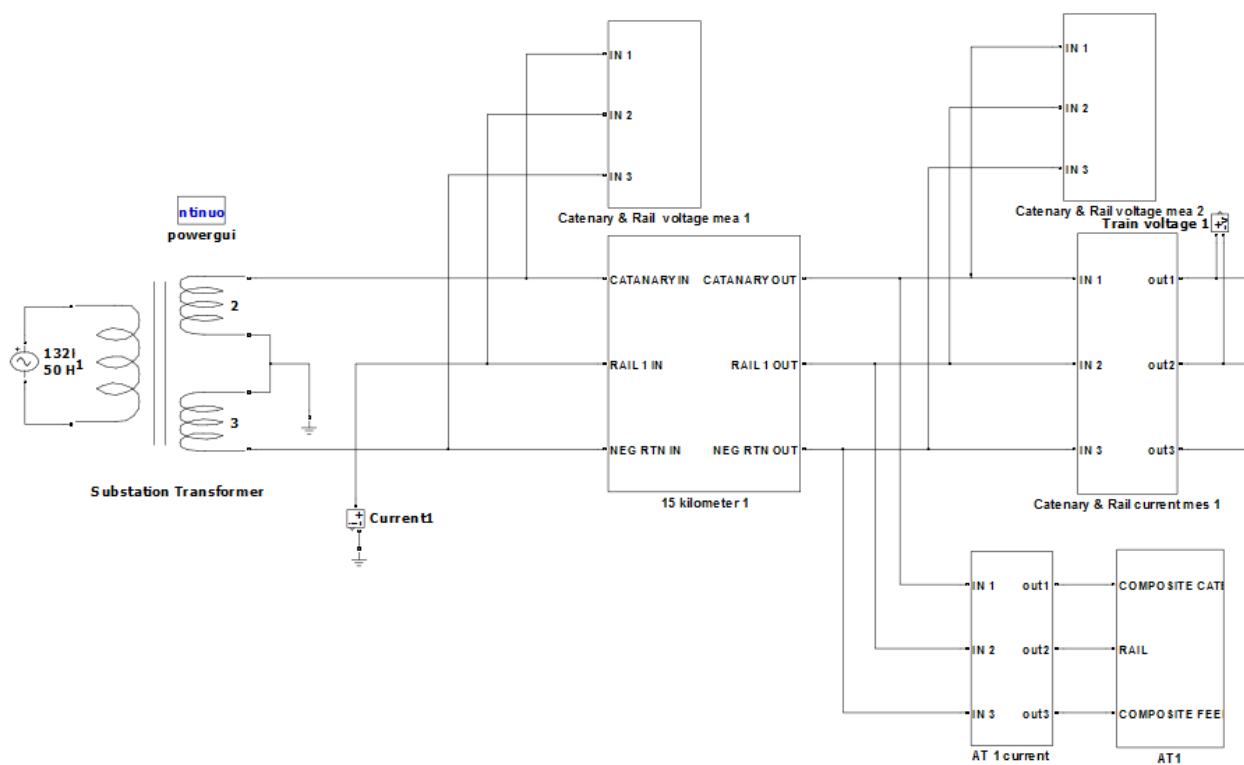 IN 1
IN 2
IN 3
Catenary & Rail voltage mea 1
IN 1
IN 2
IN 3
Catenary & Rail voltage mea 2
Train voltage 1
ntinuo
powergui
132l
50 H
1
2
3
Substation Transformer
Current1
CATANARY IN
CATANARY OUT
RAIL 1 IN
RAIL 1 OUT
NEG RTN IN
NEG RTN OUT
15 kilometer 1
IN 1
out1
IN 2
out2
IN 3
out3
Catenary & Rail current mes 1
IN 1
out1
IN 2
out2
IN 3
out3
AT 1 current
COMPOSITE CATE
RAIL
COMPOSITE FEE
AT1